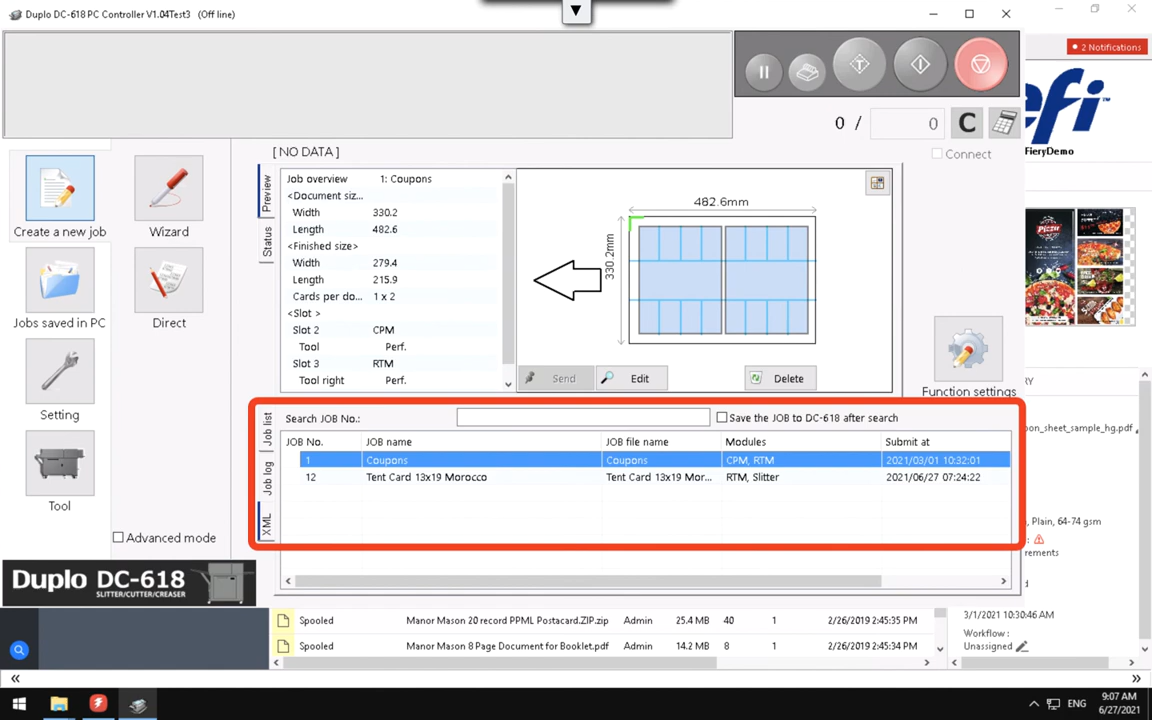 Duplo DC-618 PC Controller V1.04Test3 (Off line)
2 Notifications
efi
FieryDemo
0 / 0
C
Connect
[ NO DATA ]
Create a new job
Wizard
Jobs saved in PC
Direct
Setting
Tool
Advanced mode
Preview
Status
Job overview 1: Coupons
<Document siz...
Width 330.2
Length 482.6
<Finished size>
Width 279.4
Length 215.9
Cards per do... 1 x 2
<Slot >
Slot 2 CPM
Tool Perf.
Slot 3 RTM
Tool right Perf.
482.6mm
330.2mm
Send
Edit
Delete
Function settings
Pizza
RY
on_sheet_sample_hg.pdf
Job list
Job log
XML
Search JOB No.:
Save the JOB to DC-618 after search
JOB No. JOB name JOB file name Modules Submit at
1 Coupons Coupons CPM, RTM 2021/03/01 10:32:01
12 Tent Card 13x19 Morocco Tent Card 13x19 Mor... RTM, Slitter 2021/06/27 07:24:22
, Plain, 64-74 gsm
:
rements
d
Duplo DC-618
SLITTER/CUTTER/CREASER
Spooled Manor Mason 20 record PPML Postacard.ZIP.zip Admin 25.4 MB 40 1 2/26/2019 2:45:35 PM
Spooled Manor Mason 8 Page Document for Booklet.pdf Admin 14.2 MB 8 1 2/26/2019 2:45:34 PM
3/1/2021 10:30:46 AM
Workflow :
Unassigned
ENG
9:07 AM
6/27/2021